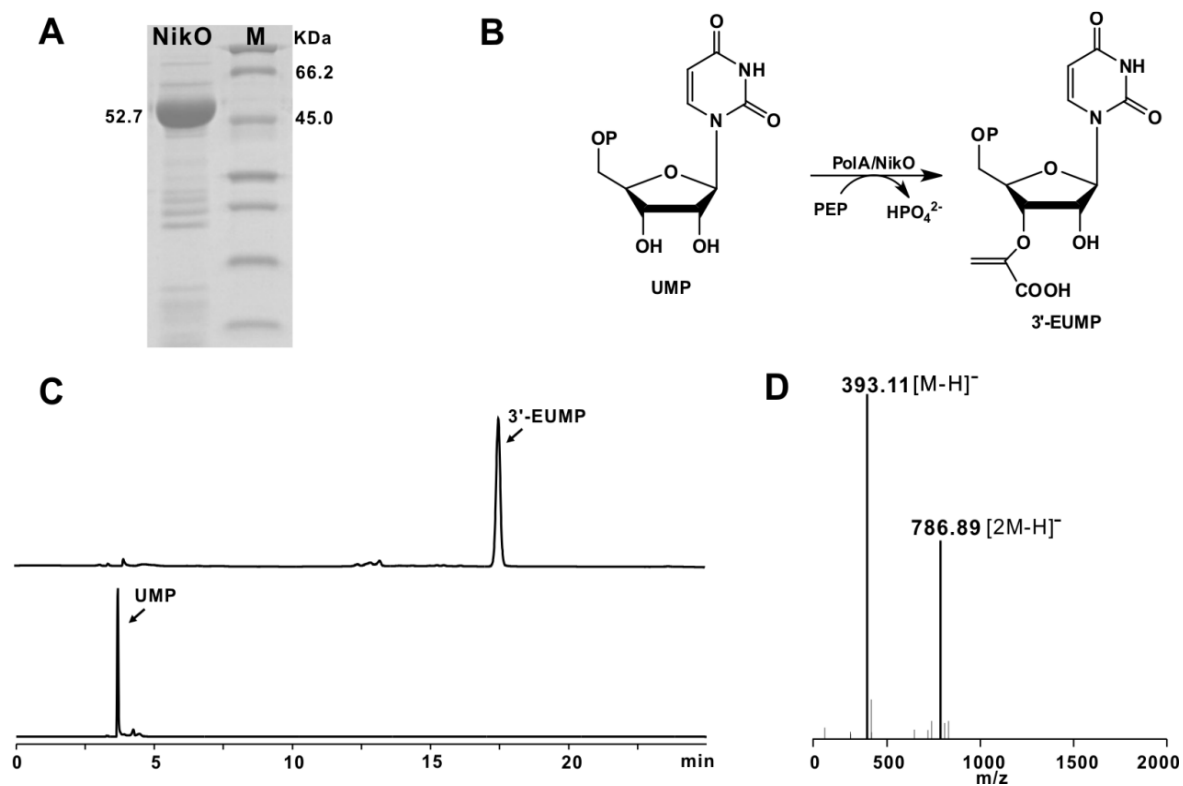 A
NikO M KDa
66.2
52.7
45.0
B
O
NH
N O
OP
O
OH OH
UMP
PolA/NikO
PEP HPO₄²⁻
O
NH
N O
OP
O
O OH
COOH
3'-EUMP
C
3'-EUMP
UMP
0 5 10 15 20 min
D
393.11 [M-H]⁻
786.89 [2M-H]⁻
0 500 1000 1500 2000
m/z